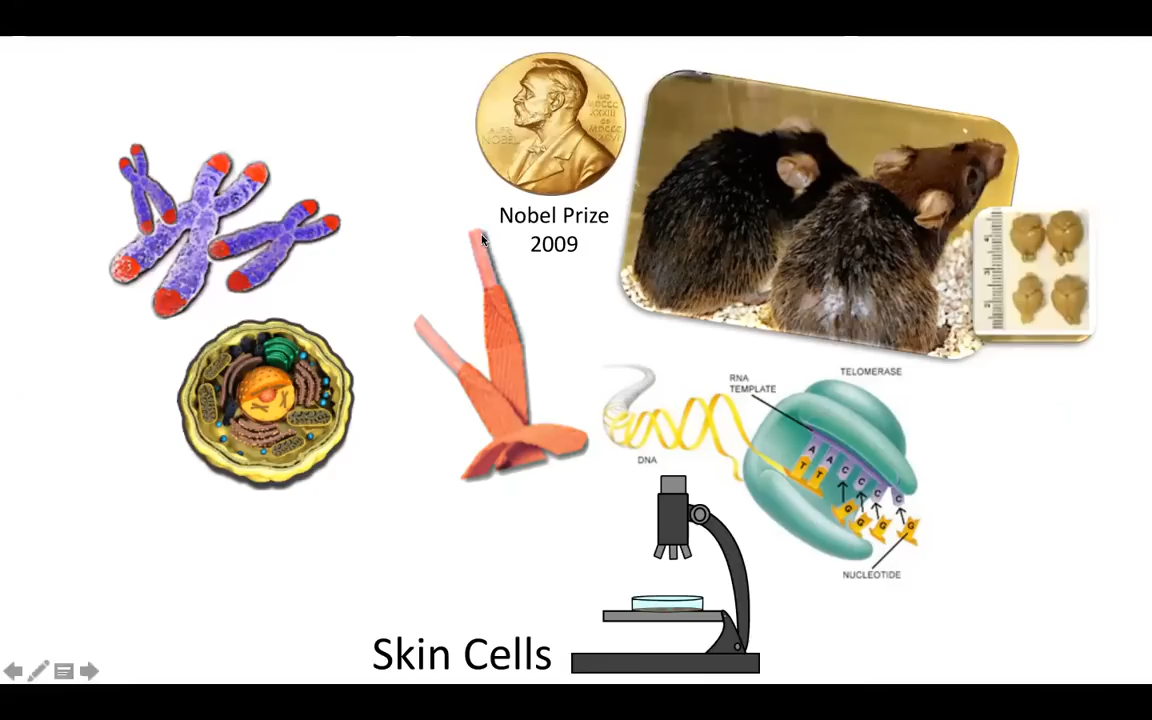 Nobel Prize
2009
TELOMERASE
RNA
TEMPLATE
DNA
A
A
C
C
C
C
T
T
G
G
G
G
NUCLEOTIDE
Skin Cells